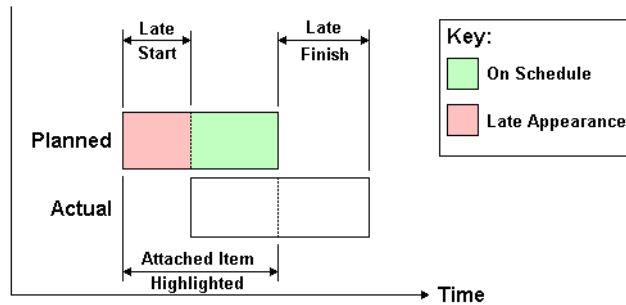 Late
Start
Late
Finish
Key:
On Schedule
Late Appearance
Planned
Actual
Attached Item
Highlighted
Time